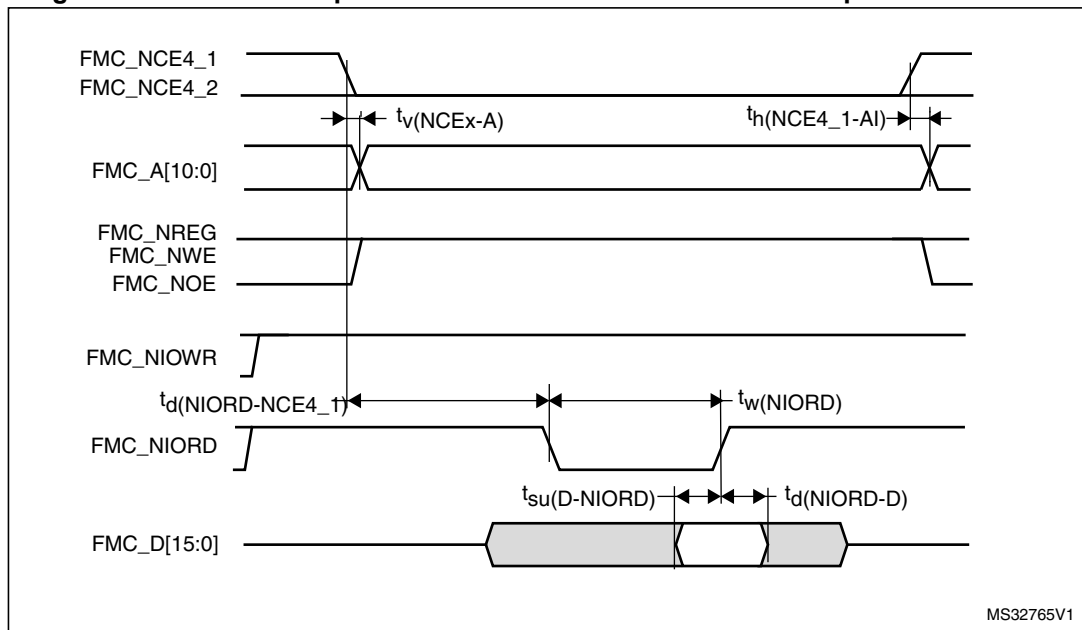 FMC_NCE4_1
FMC_NCE4_2
tv(NCEx-A)
th(NCE4_1-AI)
FMC_A[10:0]
FMC_NREG
FMC_NWE
FMC_NOE
FMC_NIOWR
td(NIORD-NCE4_1)
tw(NIORD)
FMC_NIORD
tsu(D-NIORD)
td(NIORD-D)
FMC_D[15:0]
MS32765V1